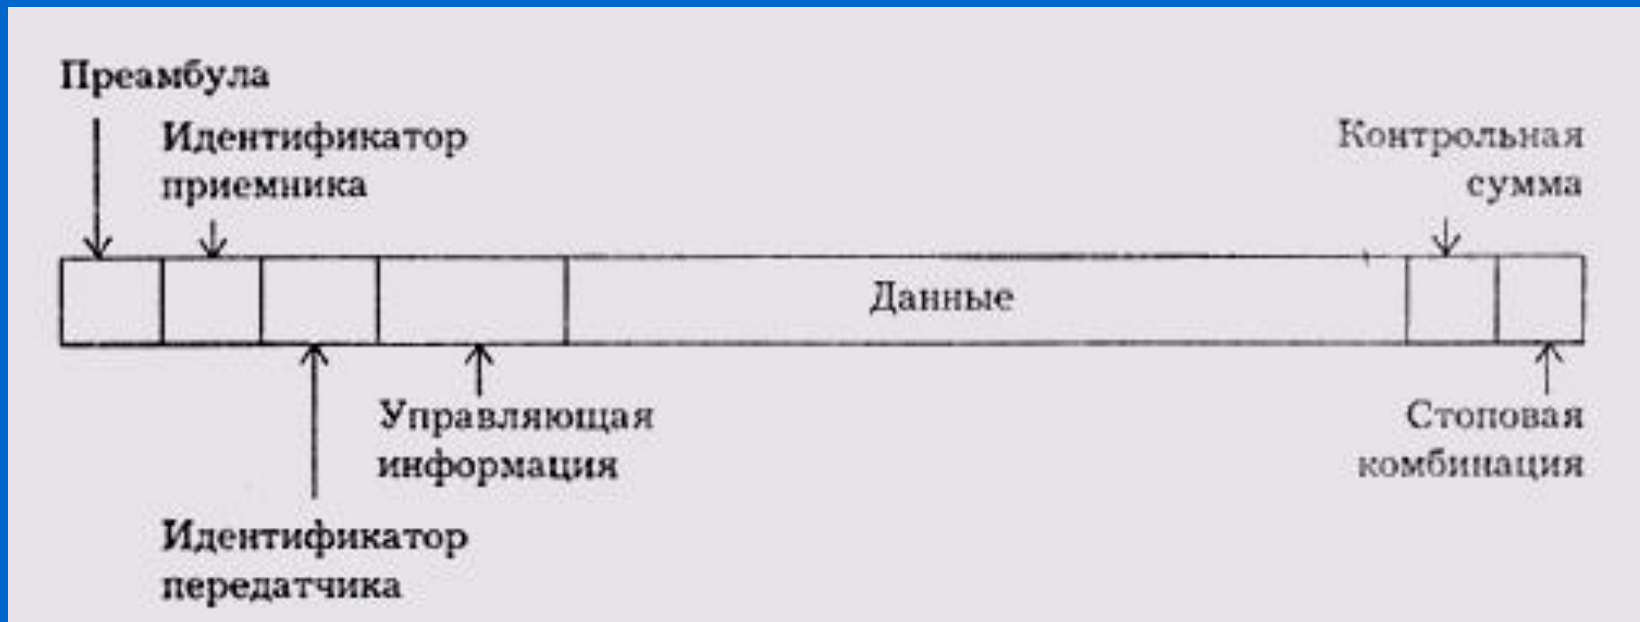 Преамбула
Идентификатор
приемника
Контрольная
сумма
Данные
Управляющая
информация
Стоповая
комбинация
Идентификатор
передатчика